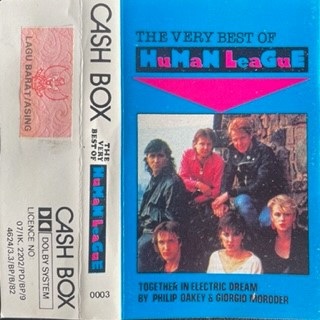 LAGU BARAT/ASING
CASH BOX
THE
VERY
BEST OF
HUMAN LEAGUE
0003
CASH BOX
DOLBY SYSTEM
LICENCE NO
07/IK. 2202/PD/BP/9
4624/3.3/BP/B/82
THE VERY BEST OF
HUMAN LEAGUE
TOGETHER IN ELECTRIC DREAM
BY PHILIP OAKEY & GIORGIO MORODER